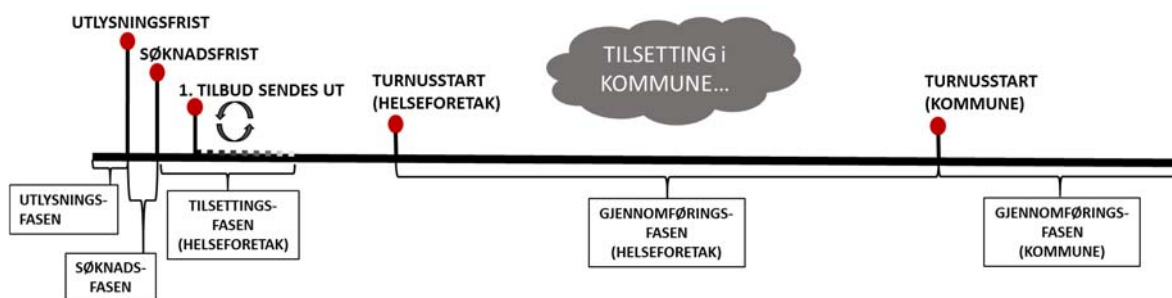 UTLYSNINGSFRIST
SØKNADSFRIST
1. TILBUD SENDES UT
TURNUSSTART
(HELSEFORETAK)
TILSETTING i
KOMMUNE...
TURNUSSTART
(KOMMUNE)
UTLYSNINGS-
FASEN
SØKNADS-
FASEN
TILSETTINGS-
FASEN
(HELSEFORETAK)
GJENNOMFØRINGS-
FASEN
(HELSEFORETAK)
GJENNOMFØRINGS-
FASEN
(KOMMUNE)